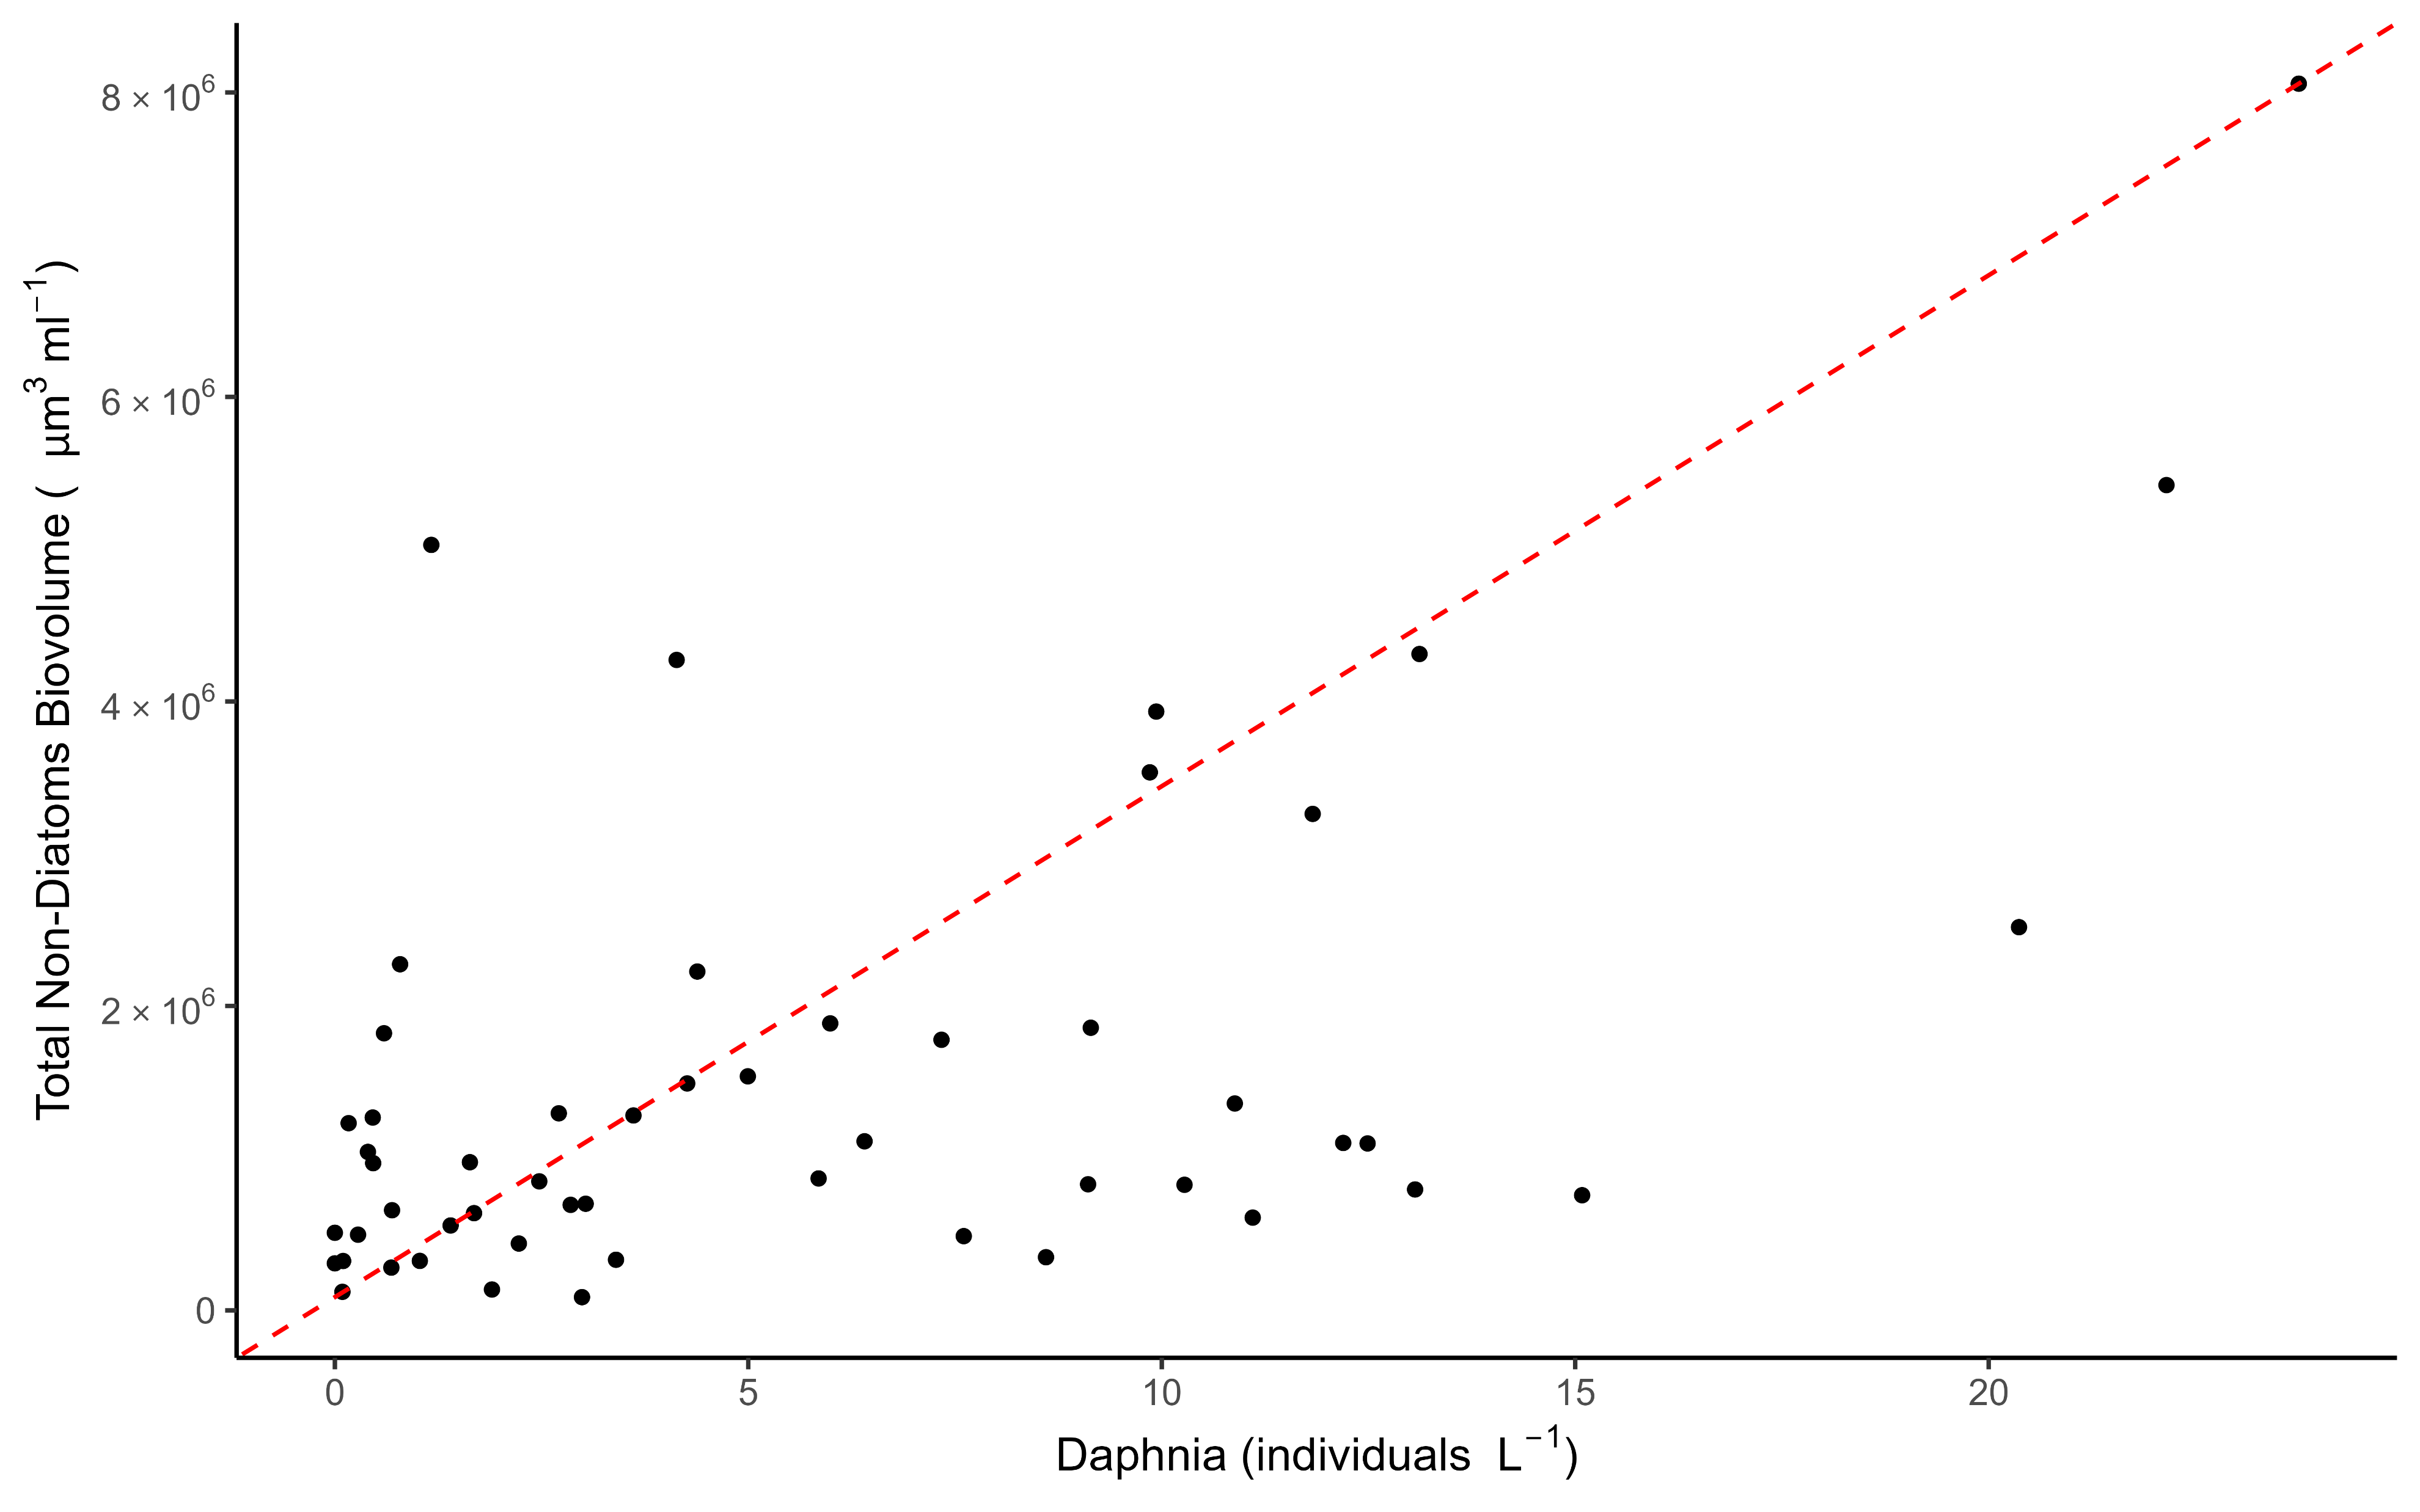 Total Non-Diatoms Biovolume ( µm³ ml⁻¹)
8 × 10⁶
6 × 10⁶
4 × 10⁶
2 × 10⁶
0
0 5 10 15 20
Daphnia (individuals L⁻¹)